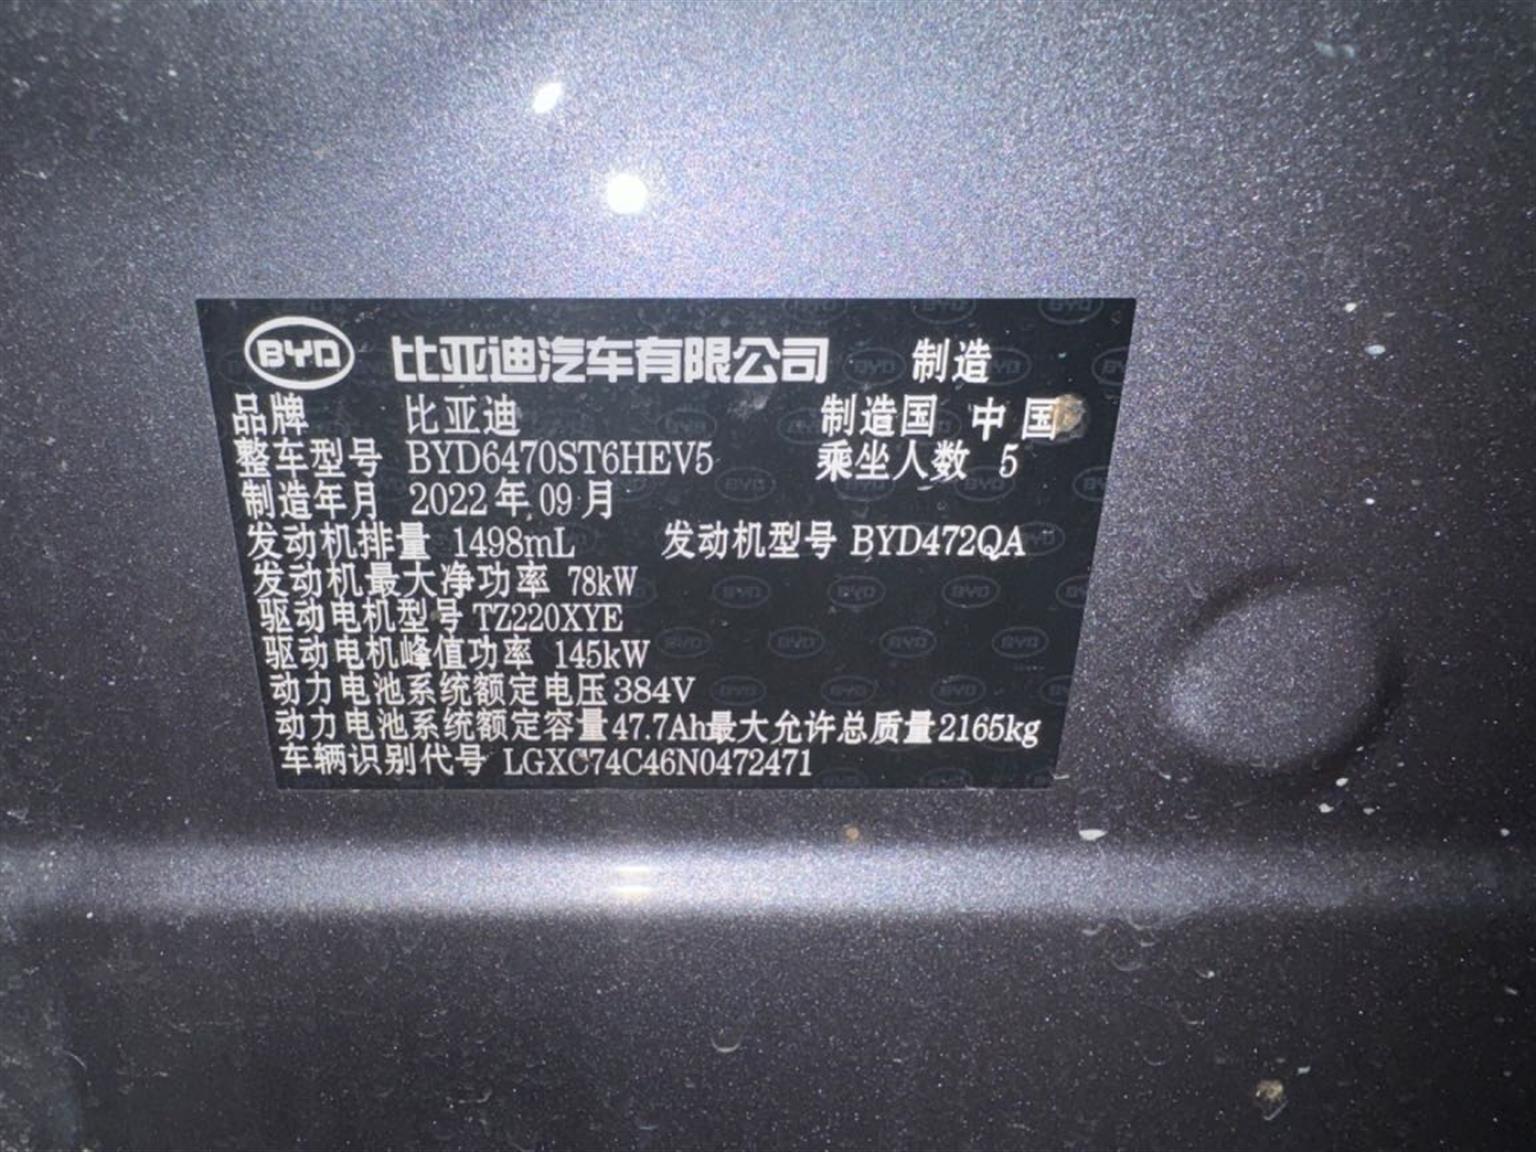 BYD 比亚迪汽车有限公司 制造
品牌 比亚迪 制造国 中国
整车型号 BYD6470ST6HEV5 乘坐人数 5
制造年月 2022年09月
发动机排量 1498mL 发动机型号 BYD472QA
发动机最大净功率 78kW
驱动电机型号 TZ220XYE
驱动电机峰值功率 145kW
动力电池系统额定电压 384V
动力电池系统额定容量 47.7Ah最大允许总质量 2165kg
车辆识别代号 LGXC74C46N0472471